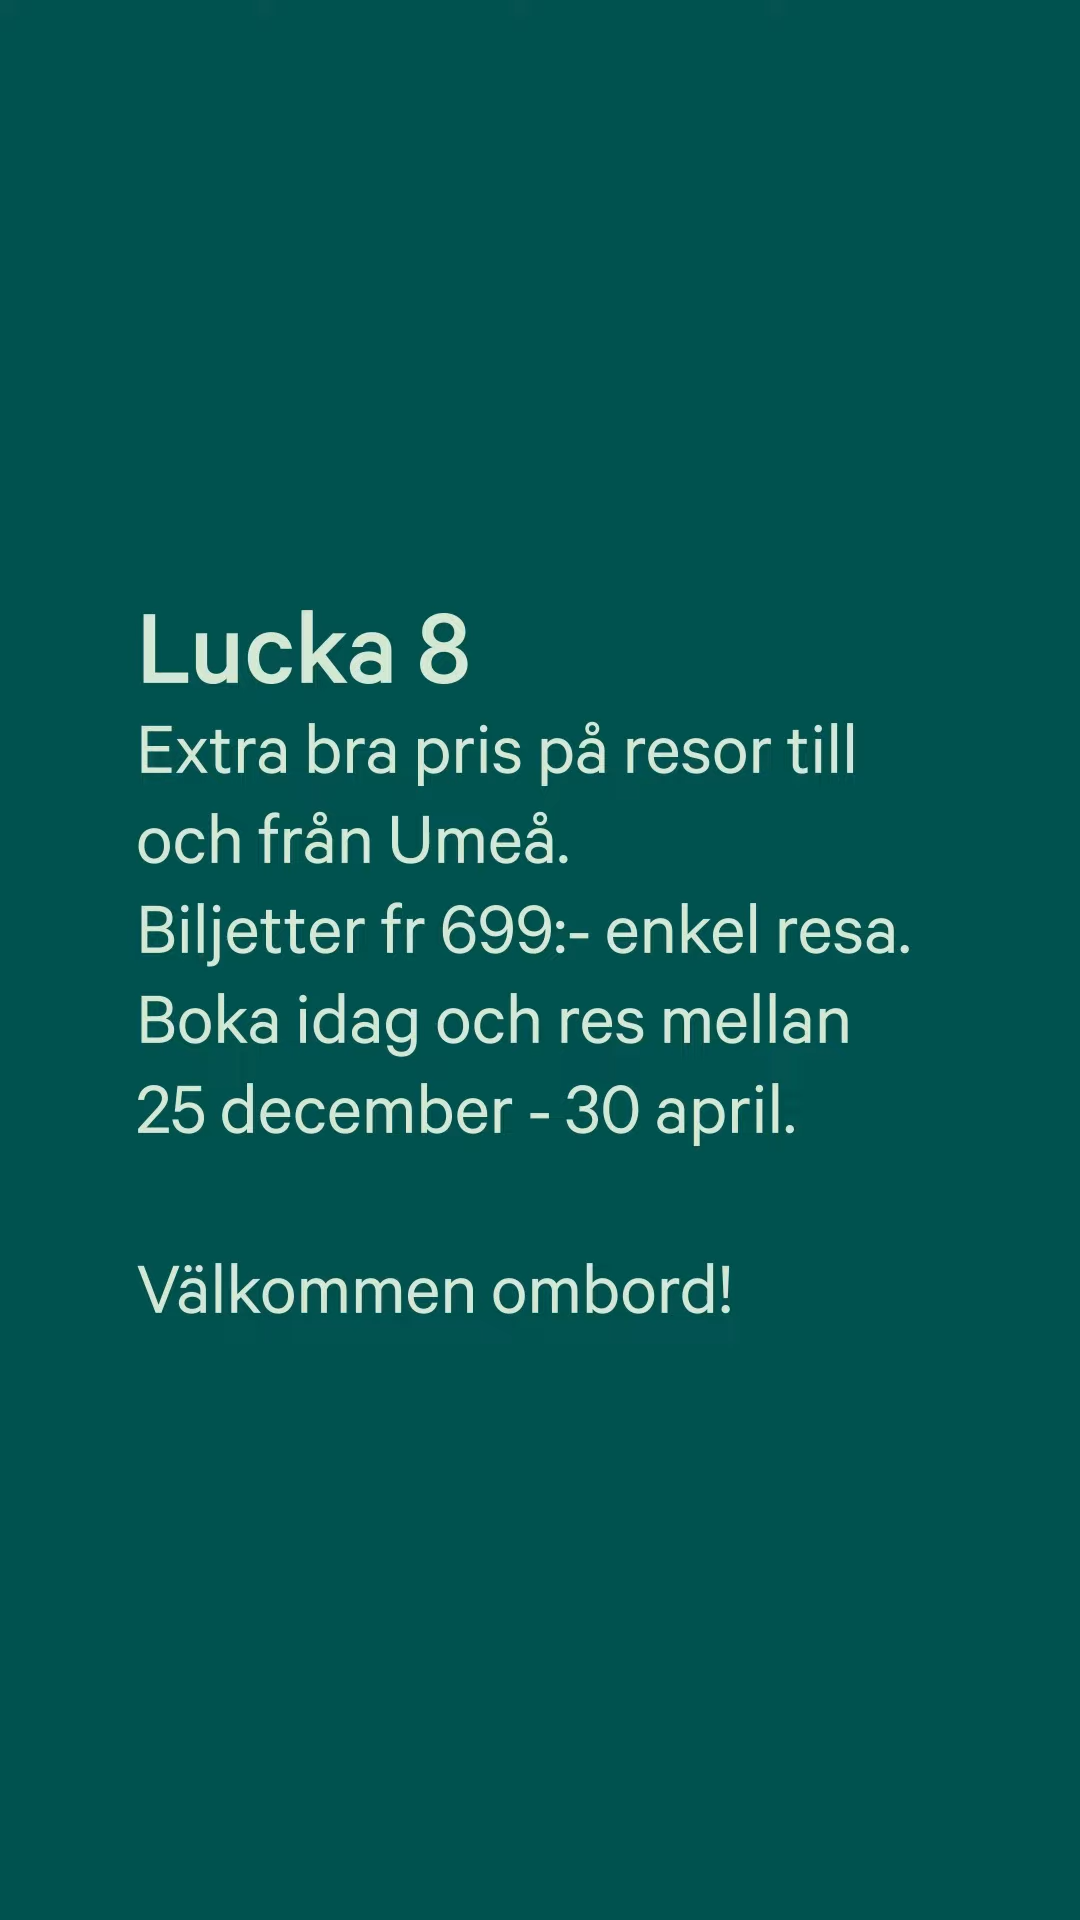 Lucka 8
Extra bra pris på resor till
och från Umeå.
Biljetter fr 699:- enkel resa.
Boka idag och res mellan
25 december - 30 april.
Välkommen ombord!